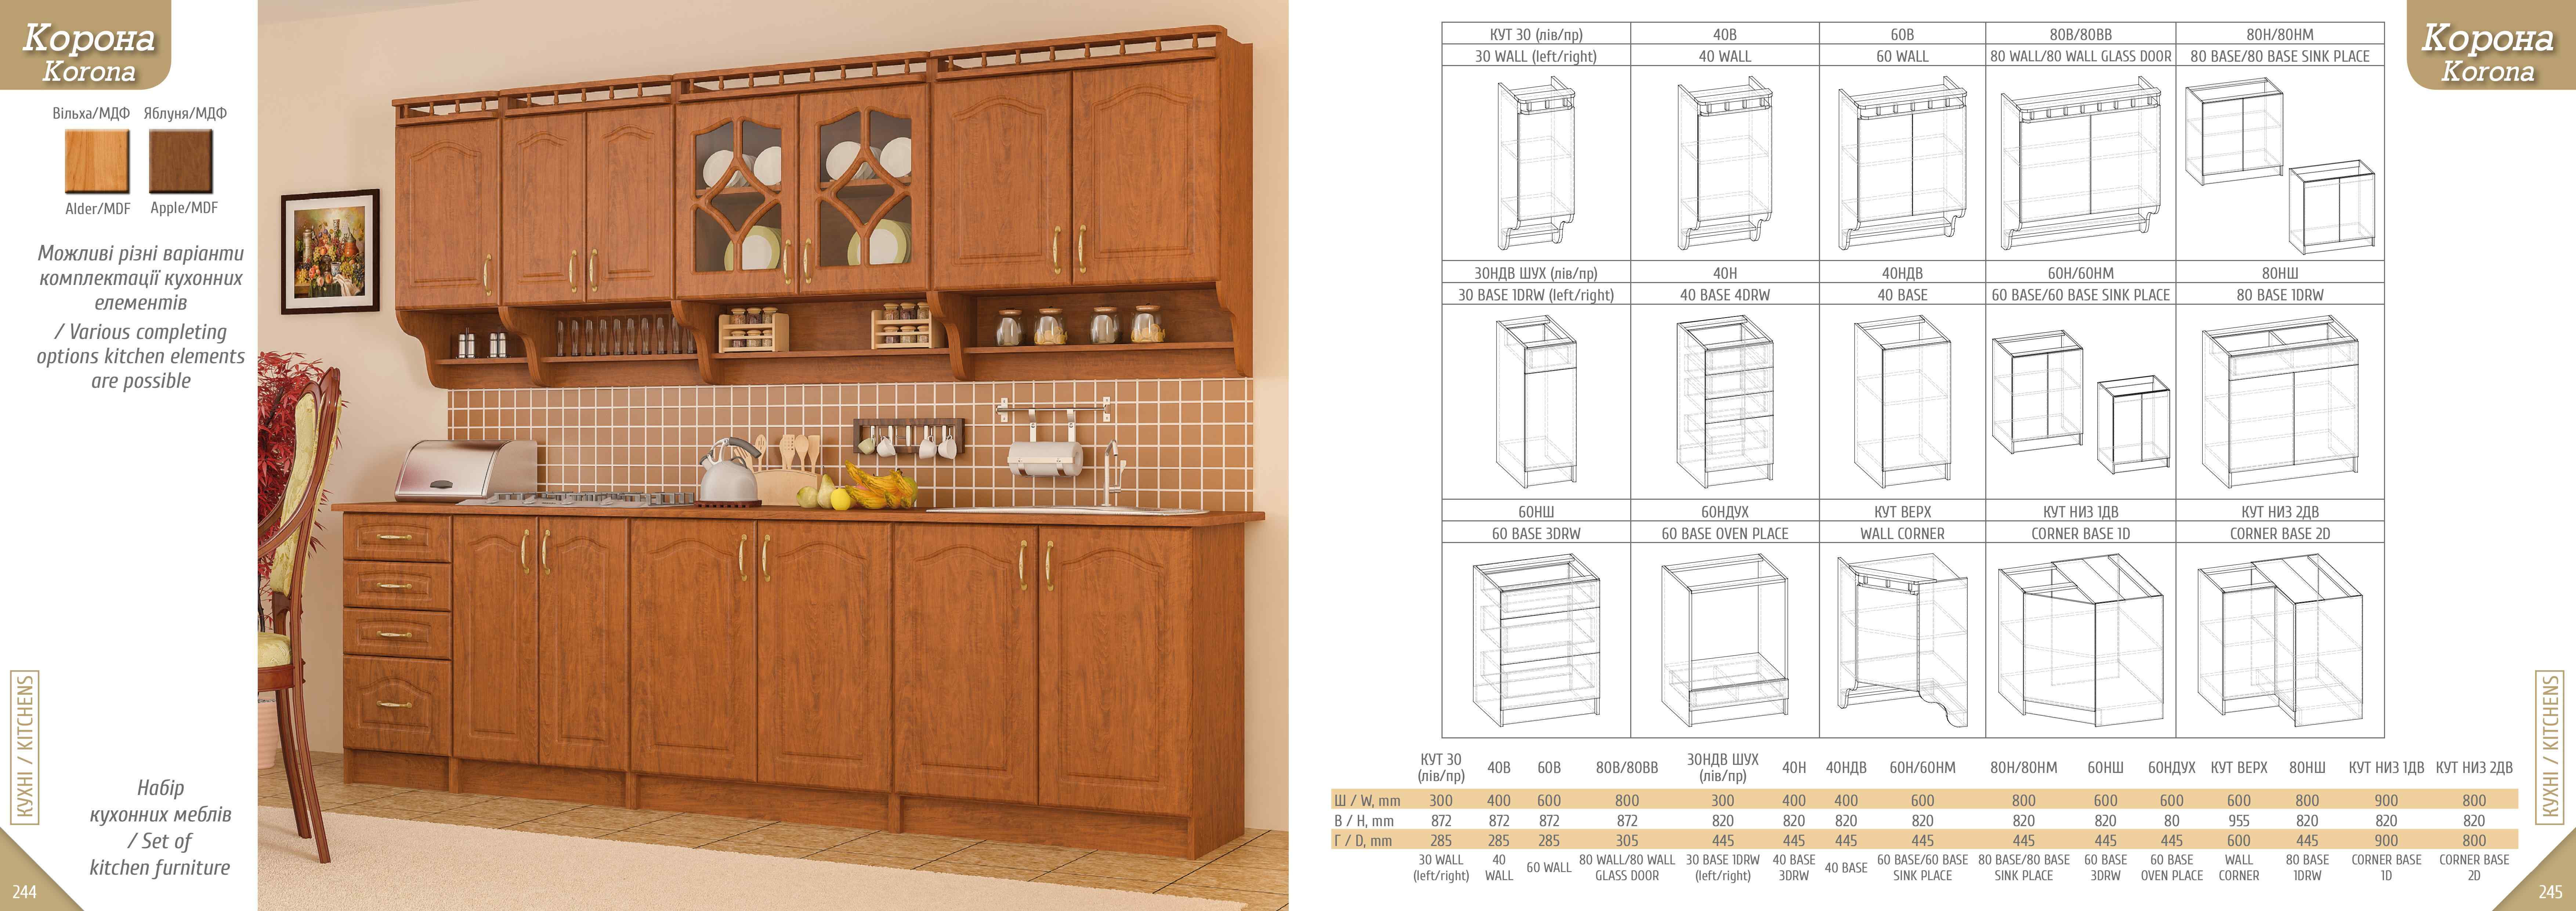 Корона
Korona
Вільха/МДФ Яблуня/МДФ
Alder/MDF Apple/MDF
Можливі різні варіанти
комплектації кухонних
елементів
/ Various completing
options kitchen elements
are possible
КУХНІ / KITCHENS
Набір
кухонних меблів
/ Set of
kitchen furniture
244
Корона
Korona
КУТ 30 (лів/пр) 40В 60В 80В/80ВВ 80Н/80НМ
30 WALL (left/right) 40 WALL 60 WALL 80 WALL/80 WALL GLASS DOOR 80 BASE/80 BASE SINK PLACE
30НДВ ШУХ (лів/пр) 40Н 40НДВ 60Н/60НМ 80НШ
30 BASE 1DRW (left/right) 40 BASE 4DRW 40 BASE 60 BASE/60 BASE SINK PLACE 80 BASE 1DRW
60НШ 60НДУХ КУТ ВЕРХ КУТ НИЗ 1ДВ КУТ НИЗ 2ДВ
60 BASE 3DRW 60 BASE OVEN PLACE WALL CORNER CORNER BASE 1D CORNER BASE 2D
КУТ 30 (лів/пр) 40В 60В 80В/80ВВ 30НДВ ШУХ (лів/пр) 40Н 40НДВ 60Н/60НМ 80Н/80НМ 60НШ 60НДУХ КУТ ВЕРХ 80НШ КУТ НИЗ 1ДВ КУТ НИЗ 2ДВ
Ш / W, mm 300 400 600 800 300 400 400 600 800 600 600 600 800 900 800
В / H, mm 872 872 872 872 820 820 820 820 820 820 80 955 820 820 820
Г / D, mm 285 285 285 305 445 445 445 445 445 445 445 600 445 900 800
30 WALL (left/right) 40 WALL 60 WALL 80 WALL/80 WALL GLASS DOOR 30 BASE 1DRW (left/right) 40 BASE 3DRW 40 BASE 60 BASE/60 BASE SINK PLACE 80 BASE/80 BASE SINK PLACE 60 BASE 3DRW 60 BASE OVEN PLACE WALL CORNER 80 BASE 1DRW CORNER BASE 1D CORNER BASE 2D
КУХНІ / KITCHENS
245